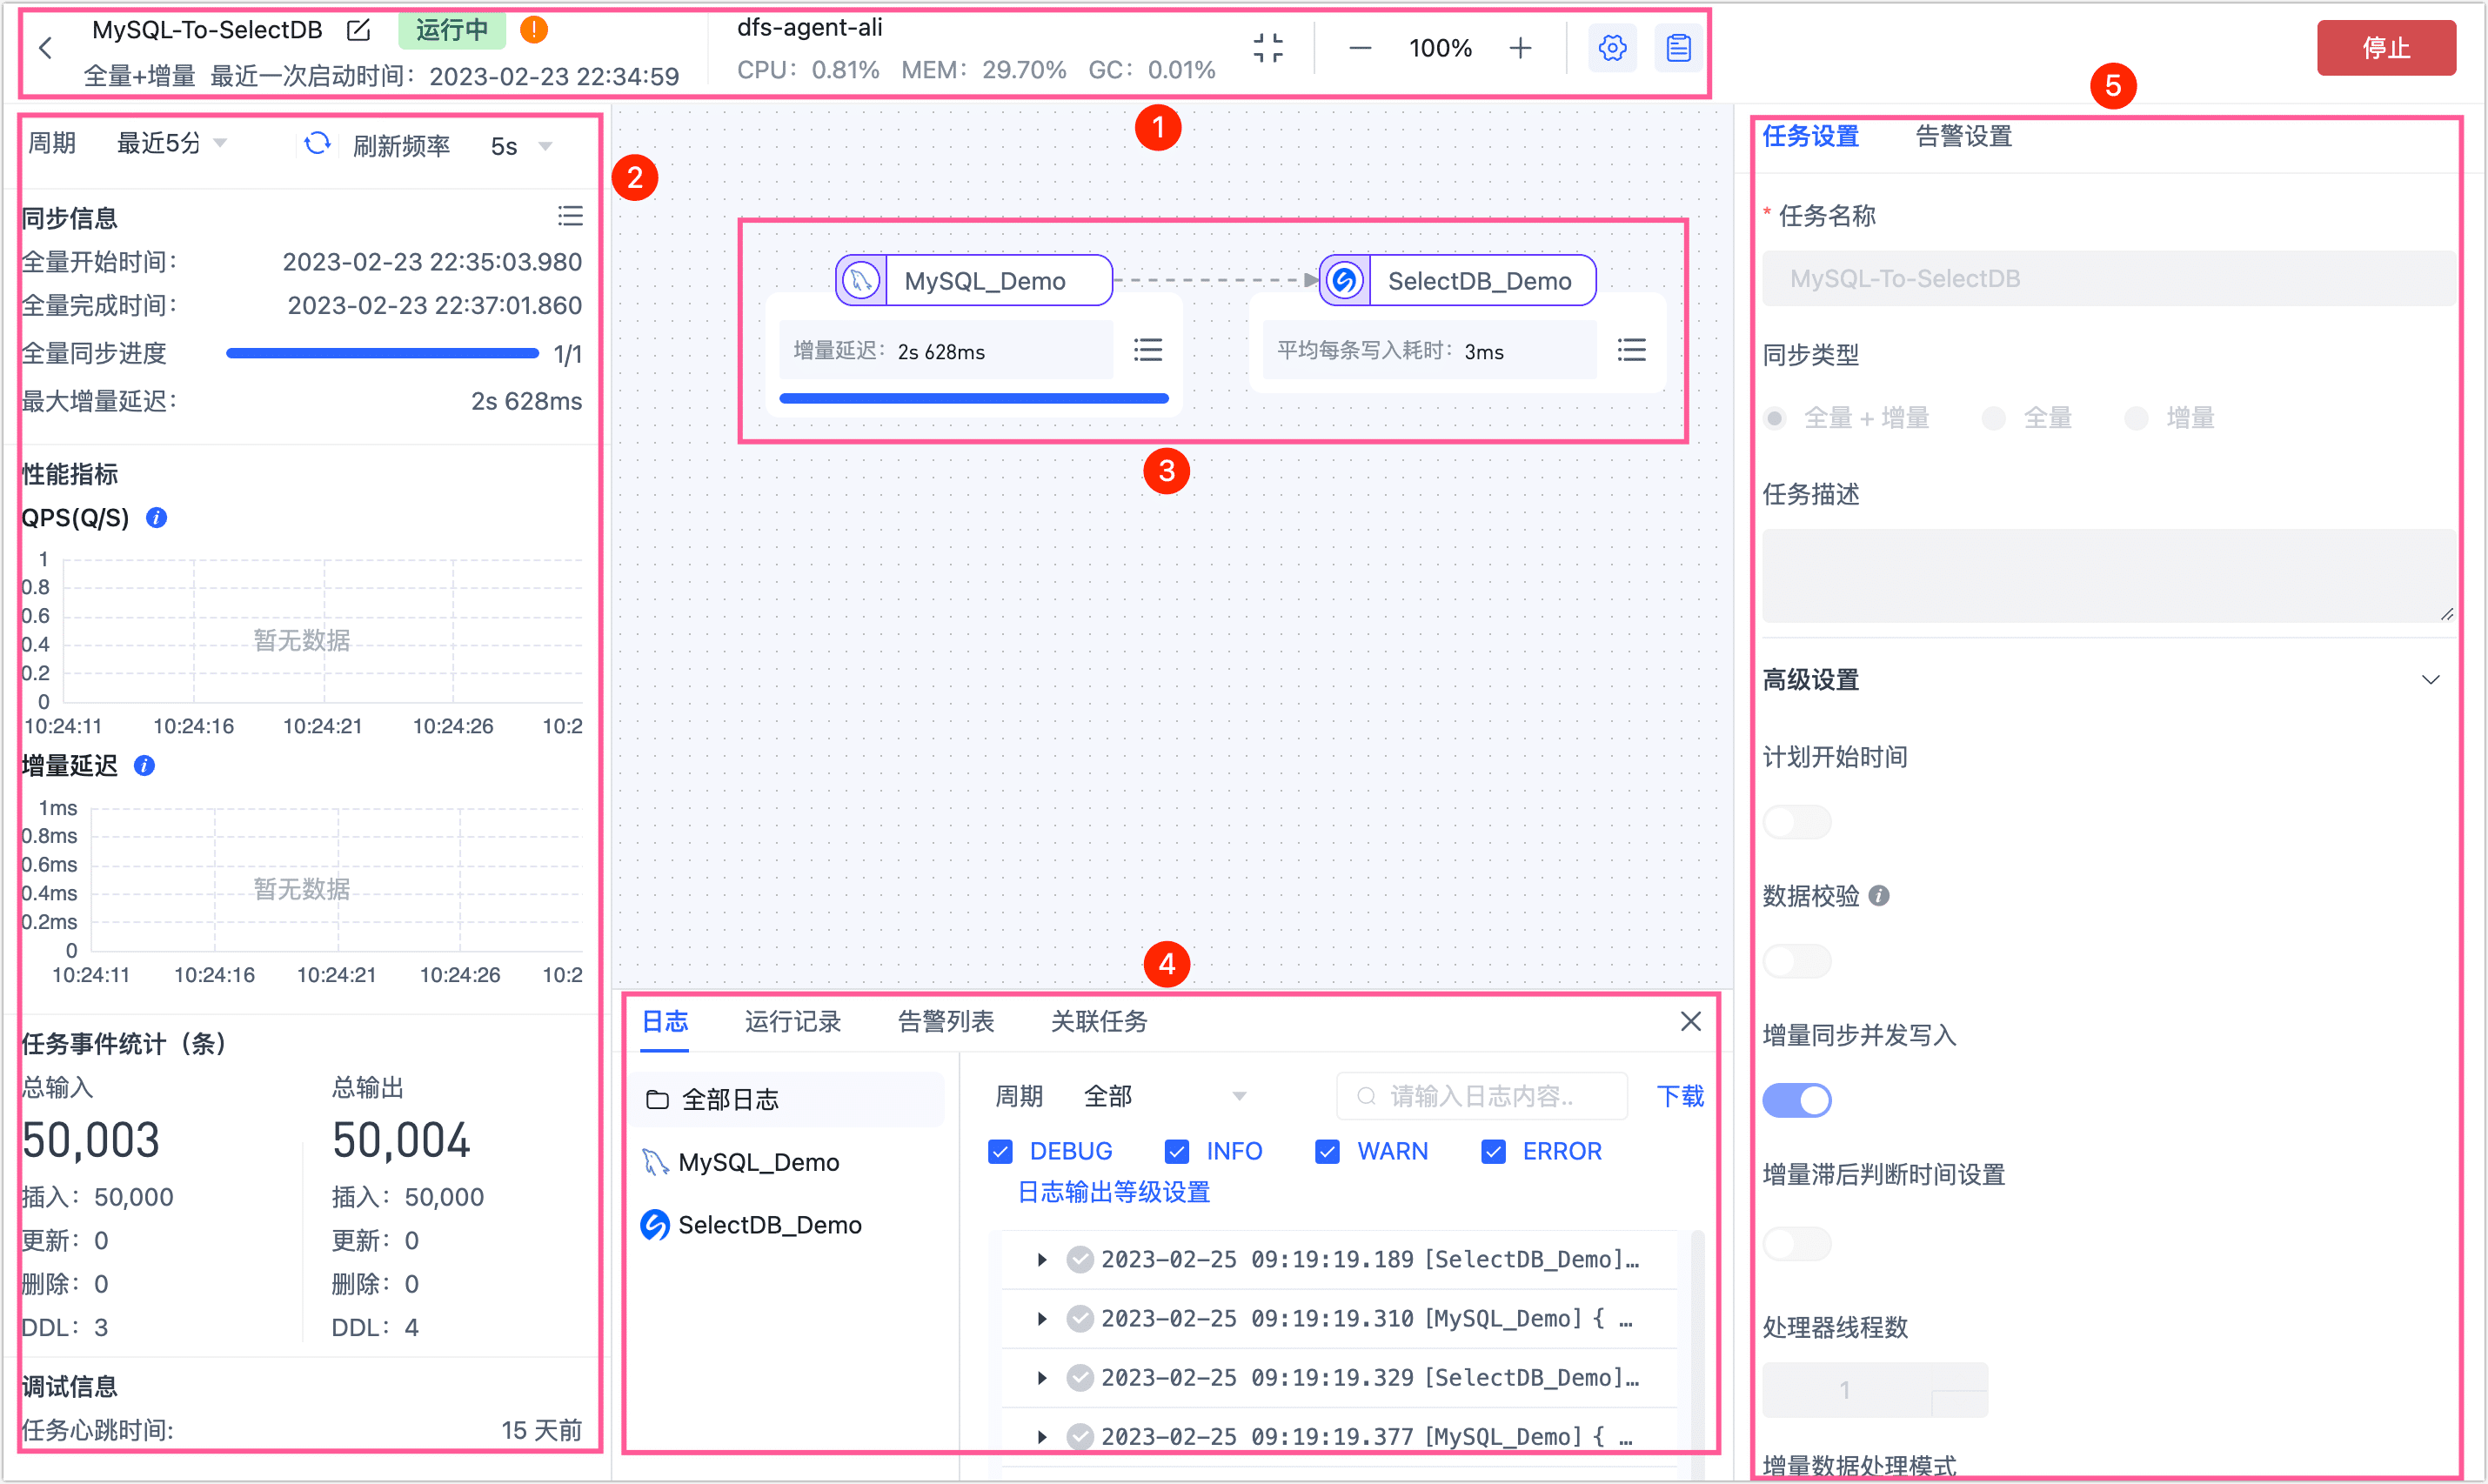 MySQL-To-SelectDB 运行中
全量+增量 最近一次启动时间：2023-02-23 22:34:59
dfs-agent-ali
CPU：0.81% MEM：29.70% GC：0.01%
100%
停止
1
2
3
4
5
周期 最近5分 刷新频率 5s
同步信息
全量开始时间： 2023-02-23 22:35:03.980
全量完成时间： 2023-02-23 22:37:01.860
全量同步进度 1/1
最大增量延迟： 2s 628ms
性能指标
QPS(Q/S)
1
0.8
0.6
0.4
0.2
0
暂无数据
10:24:11 10:24:16 10:24:21 10:24:26 10:2
增量延迟
1ms
0.8ms
0.6ms
0.4ms
0.2ms
0
暂无数据
10:24:11 10:24:16 10:24:21 10:24:26 10:2
任务事件统计（条）
总输入 总输出
50,003 50,004
插入：50,000 插入：50,000
更新：0 更新：0
删除：0 删除：0
DDL：3 DDL：4
调试信息
任务心跳时间: 15 天前
MySQL_Demo
增量延迟：2s 628ms
SelectDB_Demo
平均每条写入耗时：3ms
日志 运行记录 告警列表 关联任务
全部日志
MySQL_Demo
SelectDB_Demo
周期 全部 请输入日志内容.. 下载
DEBUG INFO WARN ERROR
日志输出等级设置
2023-02-25 09:19:19.189 [SelectDB_Demo]...
2023-02-25 09:19:19.310 [MySQL_Demo] { ...
2023-02-25 09:19:19.329 [SelectDB_Demo]...
2023-02-25 09:19:19.377 [MySQL_Demo] { ...
任务设置 告警设置
* 任务名称
MySQL-To-SelectDB
同步类型
全量 + 增量 全量 增量
任务描述
高级设置
计划开始时间
数据校验
增量同步并发写入
增量滞后判断时间设置
处理器线程数
1
增量数据处理模式